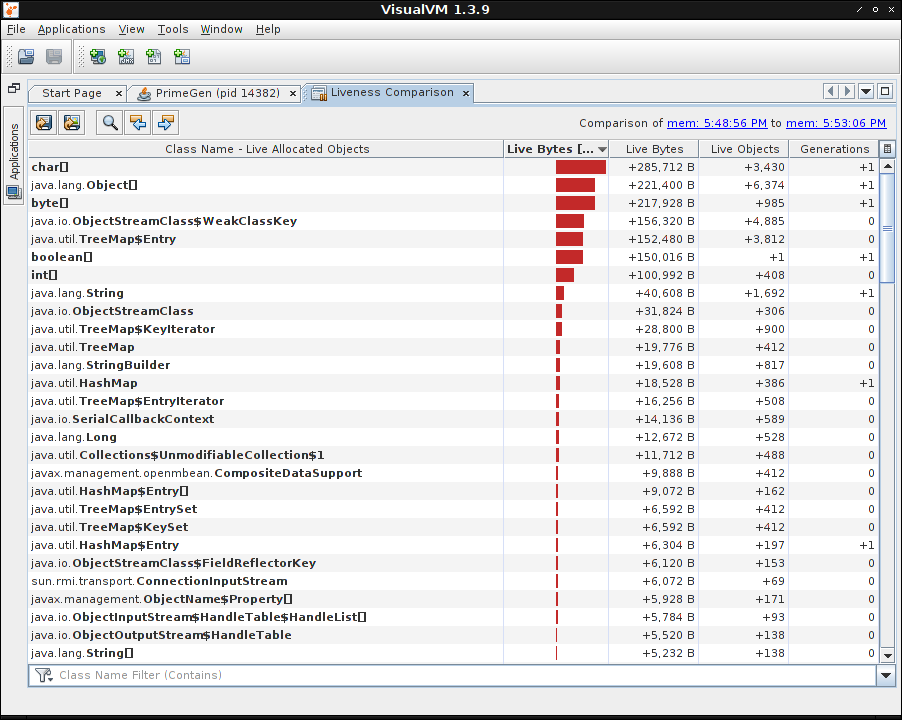 VisualVM 1.3.9
File Applications View Tools Window Help
Start Page PrimeGen (pid 14382) Liveness Comparison
Applications
Comparison of mem: 5:48:56 PM to mem: 5:53:06 PM
Class Name - Live Allocated Objects Live Bytes [... Live Bytes Live Objects Generations
char[] +285,712 B +3,430 +1
java.lang.Object[] +221,400 B +6,374 +1
byte[] +217,928 B +985 +1
java.io.ObjectStreamClass$WeakClassKey +156,320 B +4,885 0
java.util.TreeMap$Entry +152,480 B +3,812 0
boolean[] +150,016 B +1 +1
int[] +100,992 B +408 0
java.lang.String +40,608 B +1,692 +1
java.io.ObjectStreamClass +31,824 B +306 0
java.util.TreeMap$KeyIterator +28,800 B +900 0
java.util.TreeMap +19,776 B +412 0
java.lang.StringBuilder +19,608 B +817 0
java.util.HashMap +18,528 B +386 +1
java.util.TreeMap$EntryIterator +16,256 B +508 0
java.io.SerialCallbackContext +14,136 B +589 0
java.lang.Long +12,672 B +528 0
java.util.Collections$UnmodifiableCollection$1 +11,712 B +488 0
javax.management.openmbean.CompositeDataSupport +9,888 B +412 0
java.util.HashMap$Entry[] +9,072 B +162 0
java.util.TreeMap$EntrySet +6,592 B +412 0
java.util.TreeMap$KeySet +6,592 B +412 0
java.util.HashMap$Entry +6,304 B +197 +1
java.io.ObjectStreamClass$FieldReflectorKey +6,120 B +153 0
sun.rmi.transport.ConnectionInputStream +6,072 B +69 0
javax.management.ObjectName$Property[] +5,928 B +171 0
java.io.ObjectInputStream$HandleTable$HandleList[] +5,784 B +93 0
java.io.ObjectOutputStream$HandleTable +5,520 B +138 0
java.lang.String[] +5,232 B +138 0
Class Name Filter (Contains)